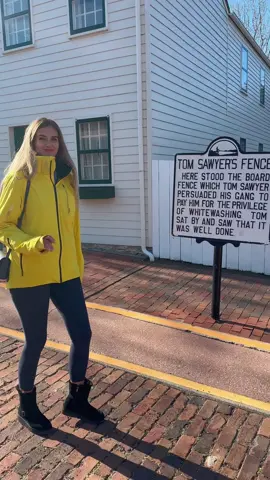 TOM SAWYER'S FENCE
HERE STOOD THE BOARD
FENCE WHICH TOM SAWYER
PERSUADED HIS GANG TO
PAY HIM FOR THE PRIVILEGE
OF WHITEWASHING. TOM
SAT BY AND SAW THAT IT
WAS WELL DONE.